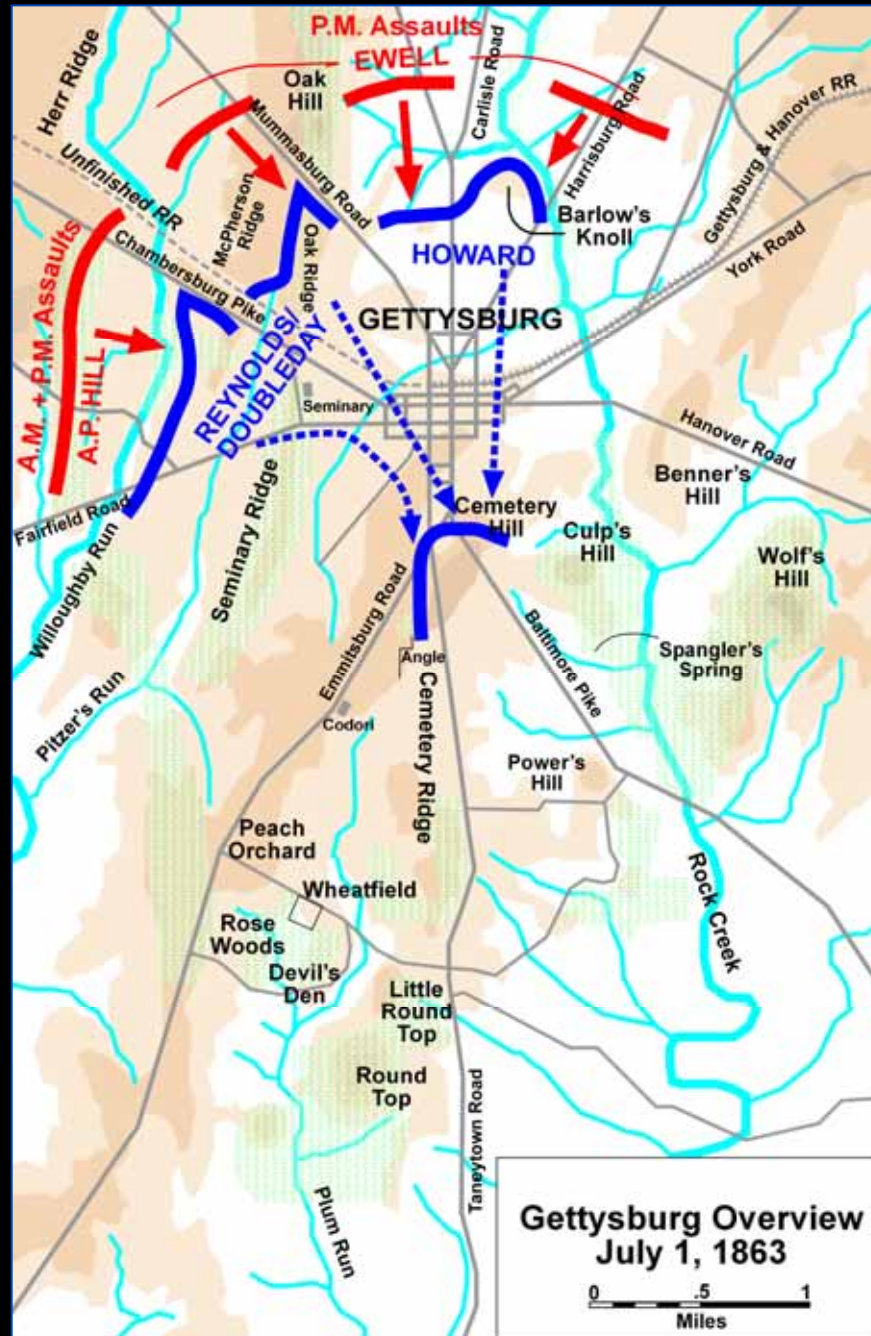 P.M. Assaults
EWELL
Oak
Hill
Carlisle Road
Herr Ridge
Mummasburg Road
Harrisburg Road
Gettysburg & Hanover RR
Unfinished RR
McPherson
Ridge
Barlow's
Knoll
York Road
Chambersburg Pike
Oak Ridge
HOWARD
A.M. + P.M. Assaults
A.P. HILL
GETTYSBURG
REYNOLDS/
DOUBLEDAY
Seminary
Hanover Road
Benner's
Hill
Fairfield Road
Cemetery
Hill
Culp's
Hill
Wolf's
Hill
Willoughby Run
Seminary Ridge
Emmitsburg Road
Baltimore Pike
Spangler's
Spring
Angle
Pitzer's Run
Codori
Cemetery Ridge
Power's
Hill
Peach
Orchard
Wheatfield
Rock Creek
Rose
Woods
Devil's
Den
Little
Round
Top
Round
Top
Taneytown Road
Plum Run
Gettysburg Overview
July 1, 1863
0 .5 1
Miles